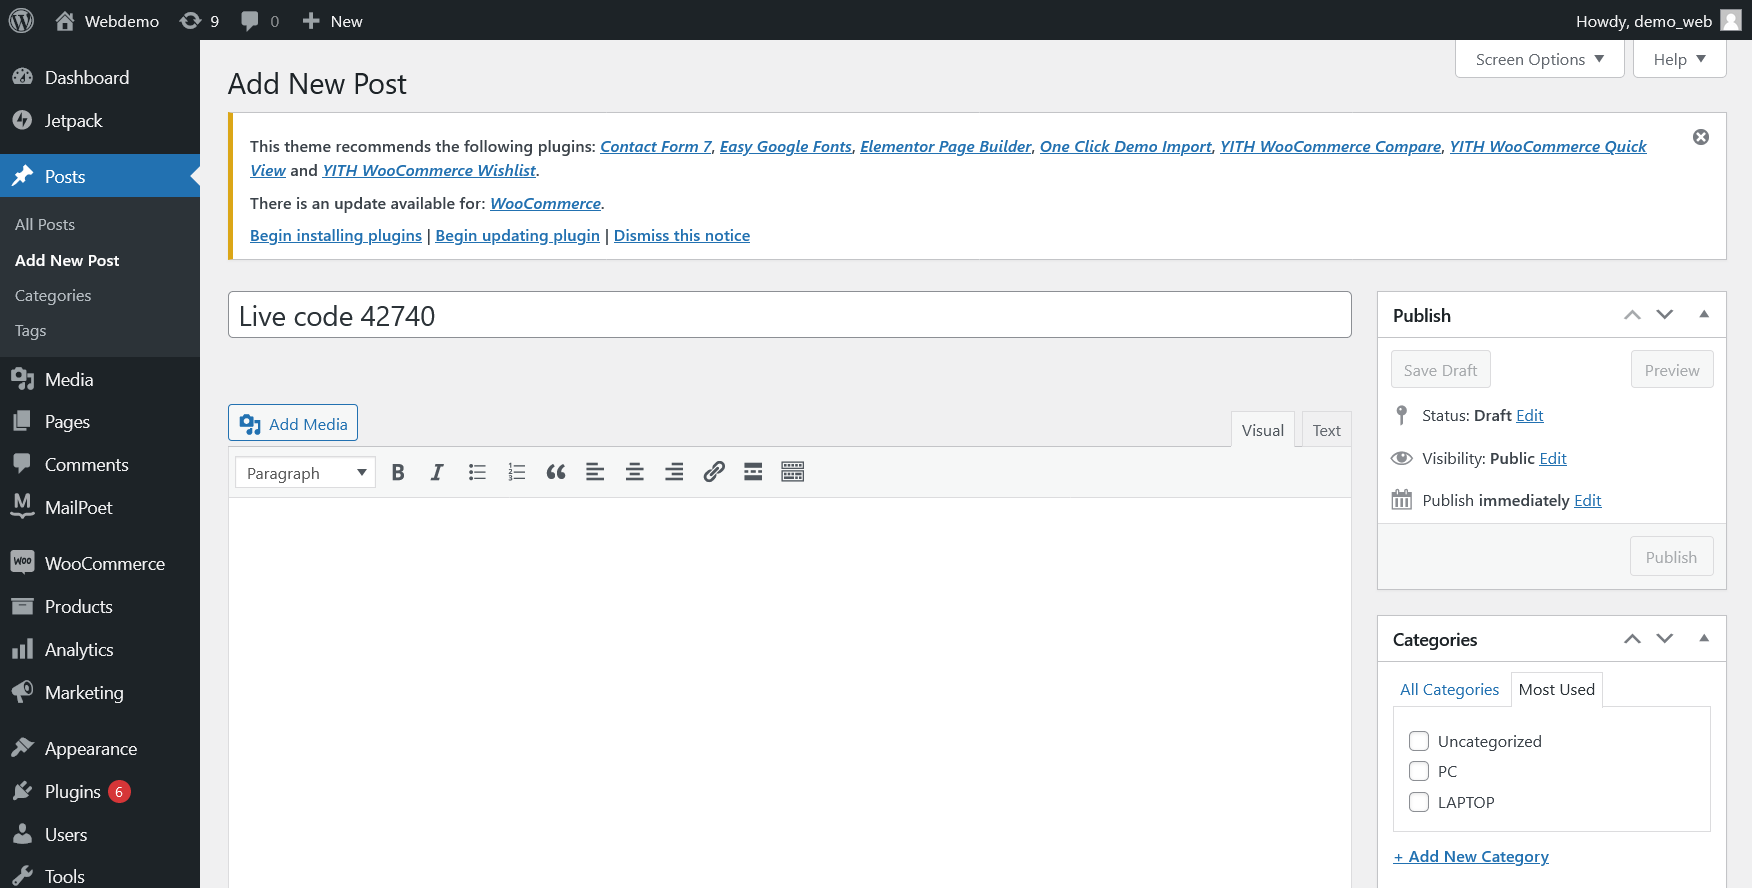 Webdemo 9 0 New Howdy, demo_web
Screen Options Help
Dashboard
Jetpack
Posts
All Posts
Add New Post
Categories
Tags
Media
Pages
Comments
MailPoet
WooCommerce
Products
Analytics
Marketing
Appearance
Plugins 6
Users
Tools
Add New Post
This theme recommends the following plugins: Contact Form 7, Easy Google Fonts, Elementor Page Builder, One Click Demo Import, YITH WooCommerce Compare, YITH WooCommerce Quick
View and YITH WooCommerce Wishlist.
There is an update available for: WooCommerce.
Begin installing plugins | Begin updating plugin | Dismiss this notice
Live code 42740
Add Media
Visual Text
Paragraph
Publish
Save Draft Preview
Status: Draft Edit
Visibility: Public Edit
Publish immediately Edit
Publish
Categories
All Categories Most Used
Uncategorized
PC
LAPTOP
+ Add New Category